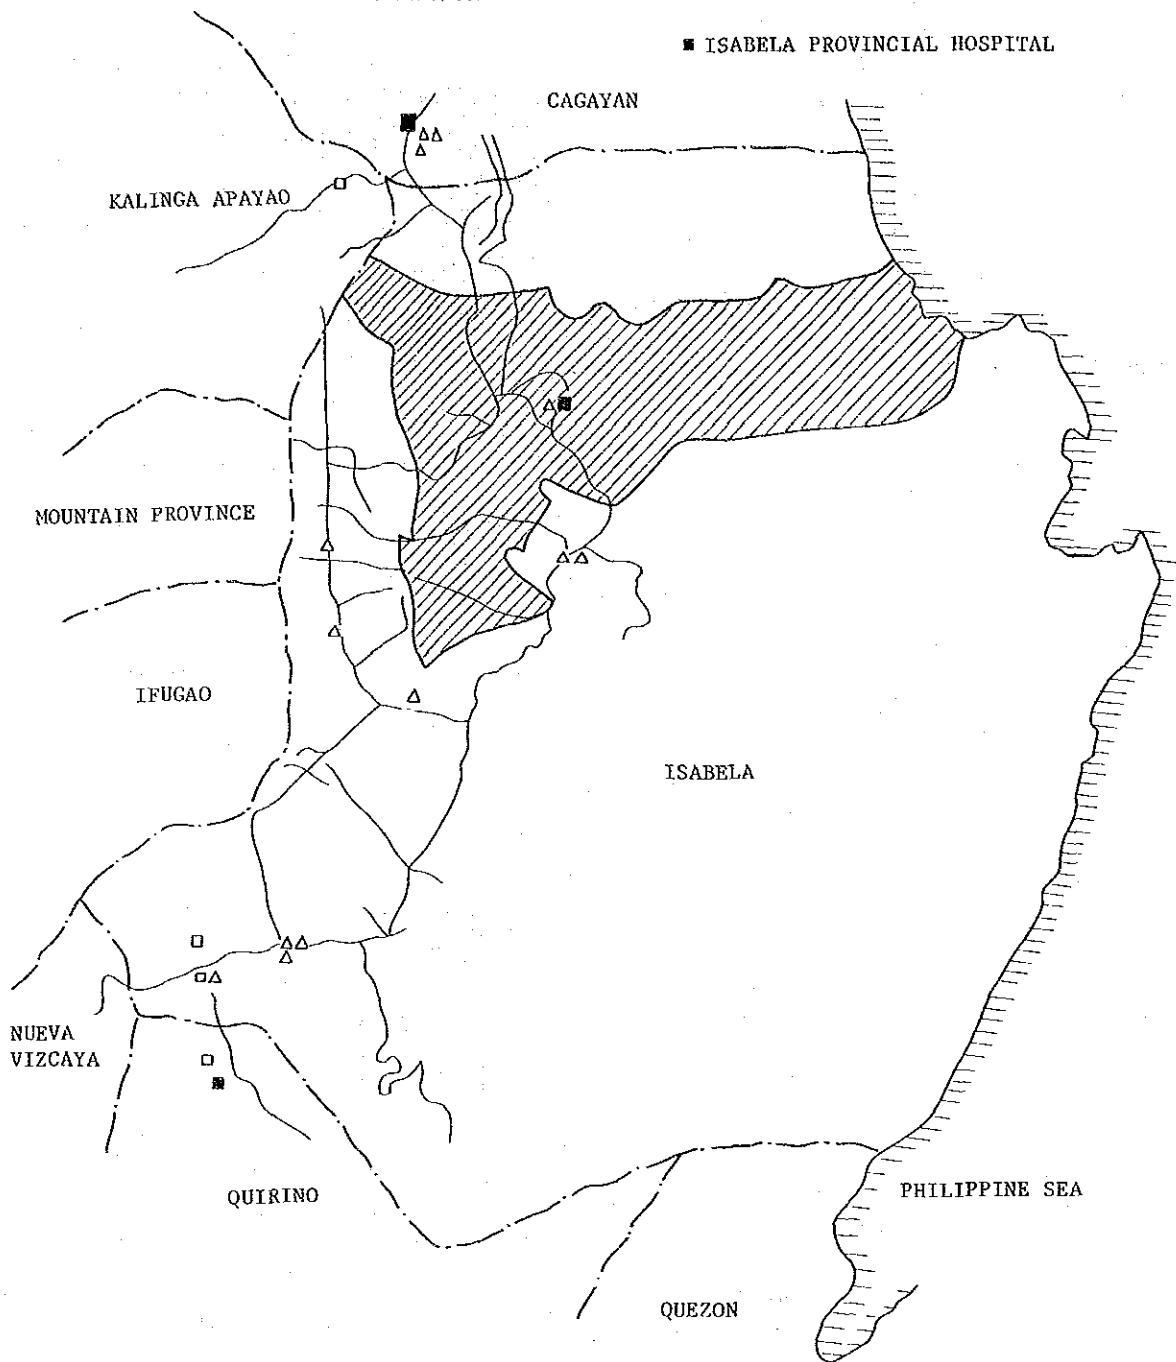 ■ ISABELA PROVINCIAL HOSPITAL
CAGAYAN
KALINGA APAYAO
MOUNTAIN PROVINCE
IFUGAO
ISABELA
NUEVA
VIZCAYA
QUIRINO
PHILIPPINE SEA
QUEZON